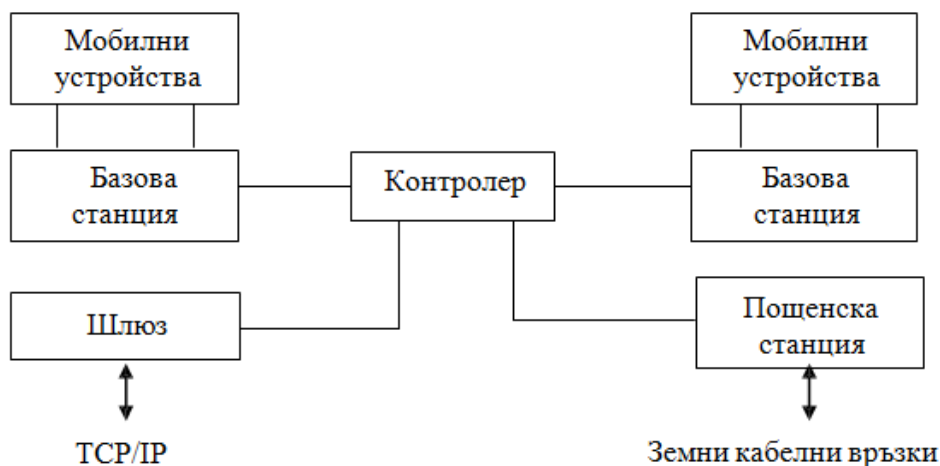 Мобилни
устройства
Мобилни
устройства
Базова
станция
Контролер
Базова
станция
Шлюз
Пощенска
станция
TCP/IP
Земни кабелни връзки